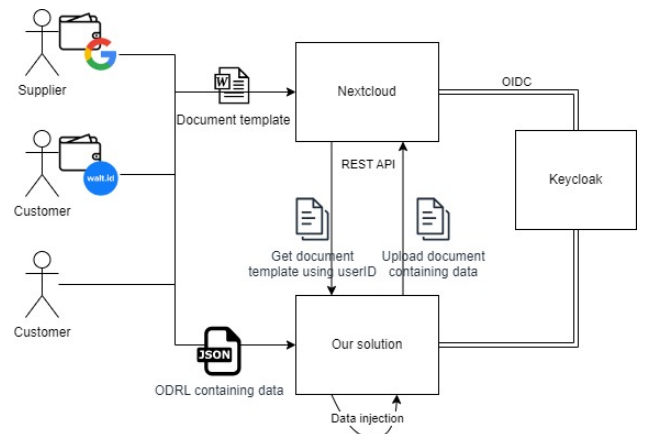 Supplier
W
Document template
Nextcloud
OIDC
REST API
Keycloak
walt.id
Customer
Get document
template using userID
Upload document
containing data
Customer
JSON
Our solution
ODRL containing data
Data injection